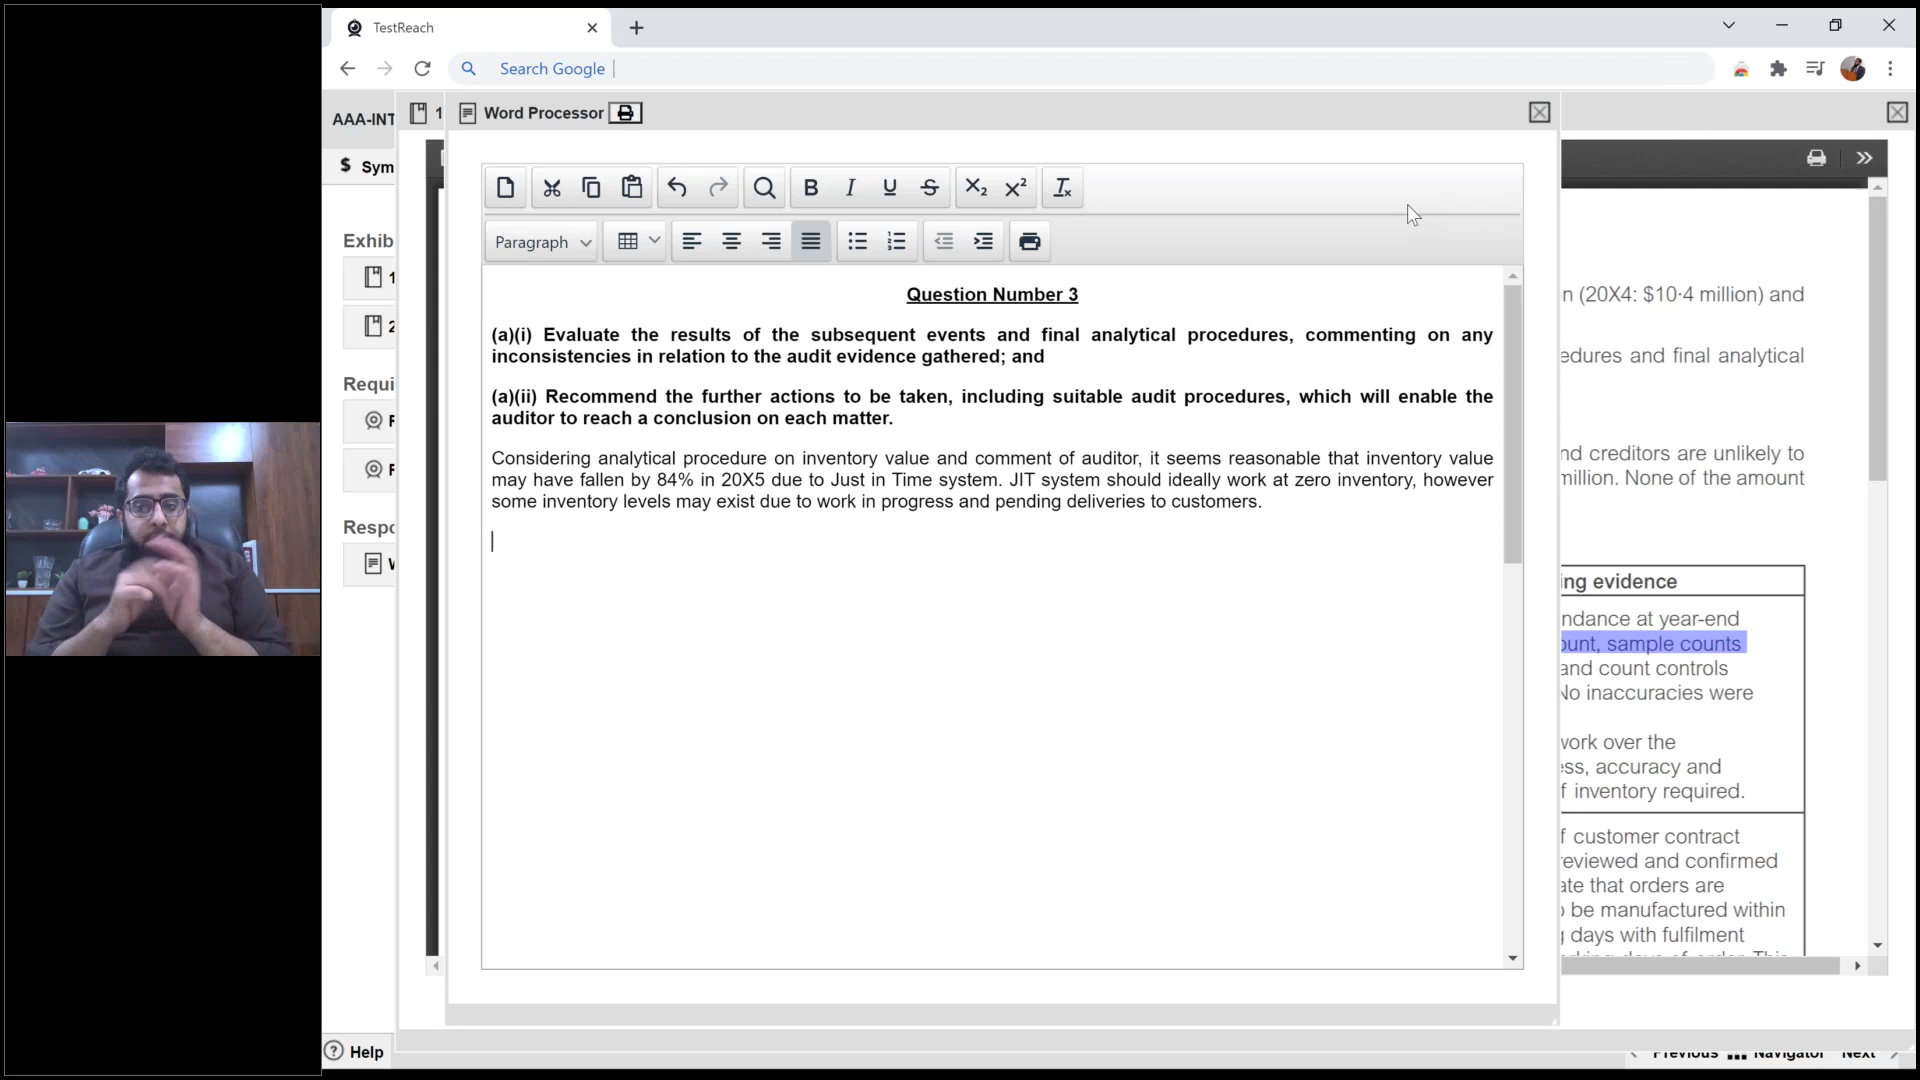 TestReach
Search Google
AAA-INT
1
Word Processor
$ Sym
Paragraph
Exhib
1
2
Requi
Respo
Question Number 3
(a)(i) Evaluate the results of the subsequent events and final analytical procedures, commenting on any
inconsistencies in relation to the audit evidence gathered; and
(a)(ii) Recommend the further actions to be taken, including suitable audit procedures, which will enable the
auditor to reach a conclusion on each matter.
Considering analytical procedure on inventory value and comment of auditor, it seems reasonable that inventory value
may have fallen by 84% in 20X5 due to Just in Time system. JIT system should ideally work at zero inventory, however
some inventory levels may exist due to work in progress and pending deliveries to customers.
n (20X4: $10·4 million) and
edures and final analytical
nd creditors are unlikely to
million. None of the amount
ing evidence
ndance at year-end
ount, sample counts
and count controls
No inaccuracies were
work over the
ess, accuracy and
f inventory required.
f customer contract
reviewed and confirmed
ate that orders are
o be manufactured within
g days with fulfilment
Help
Previous Navigator Next